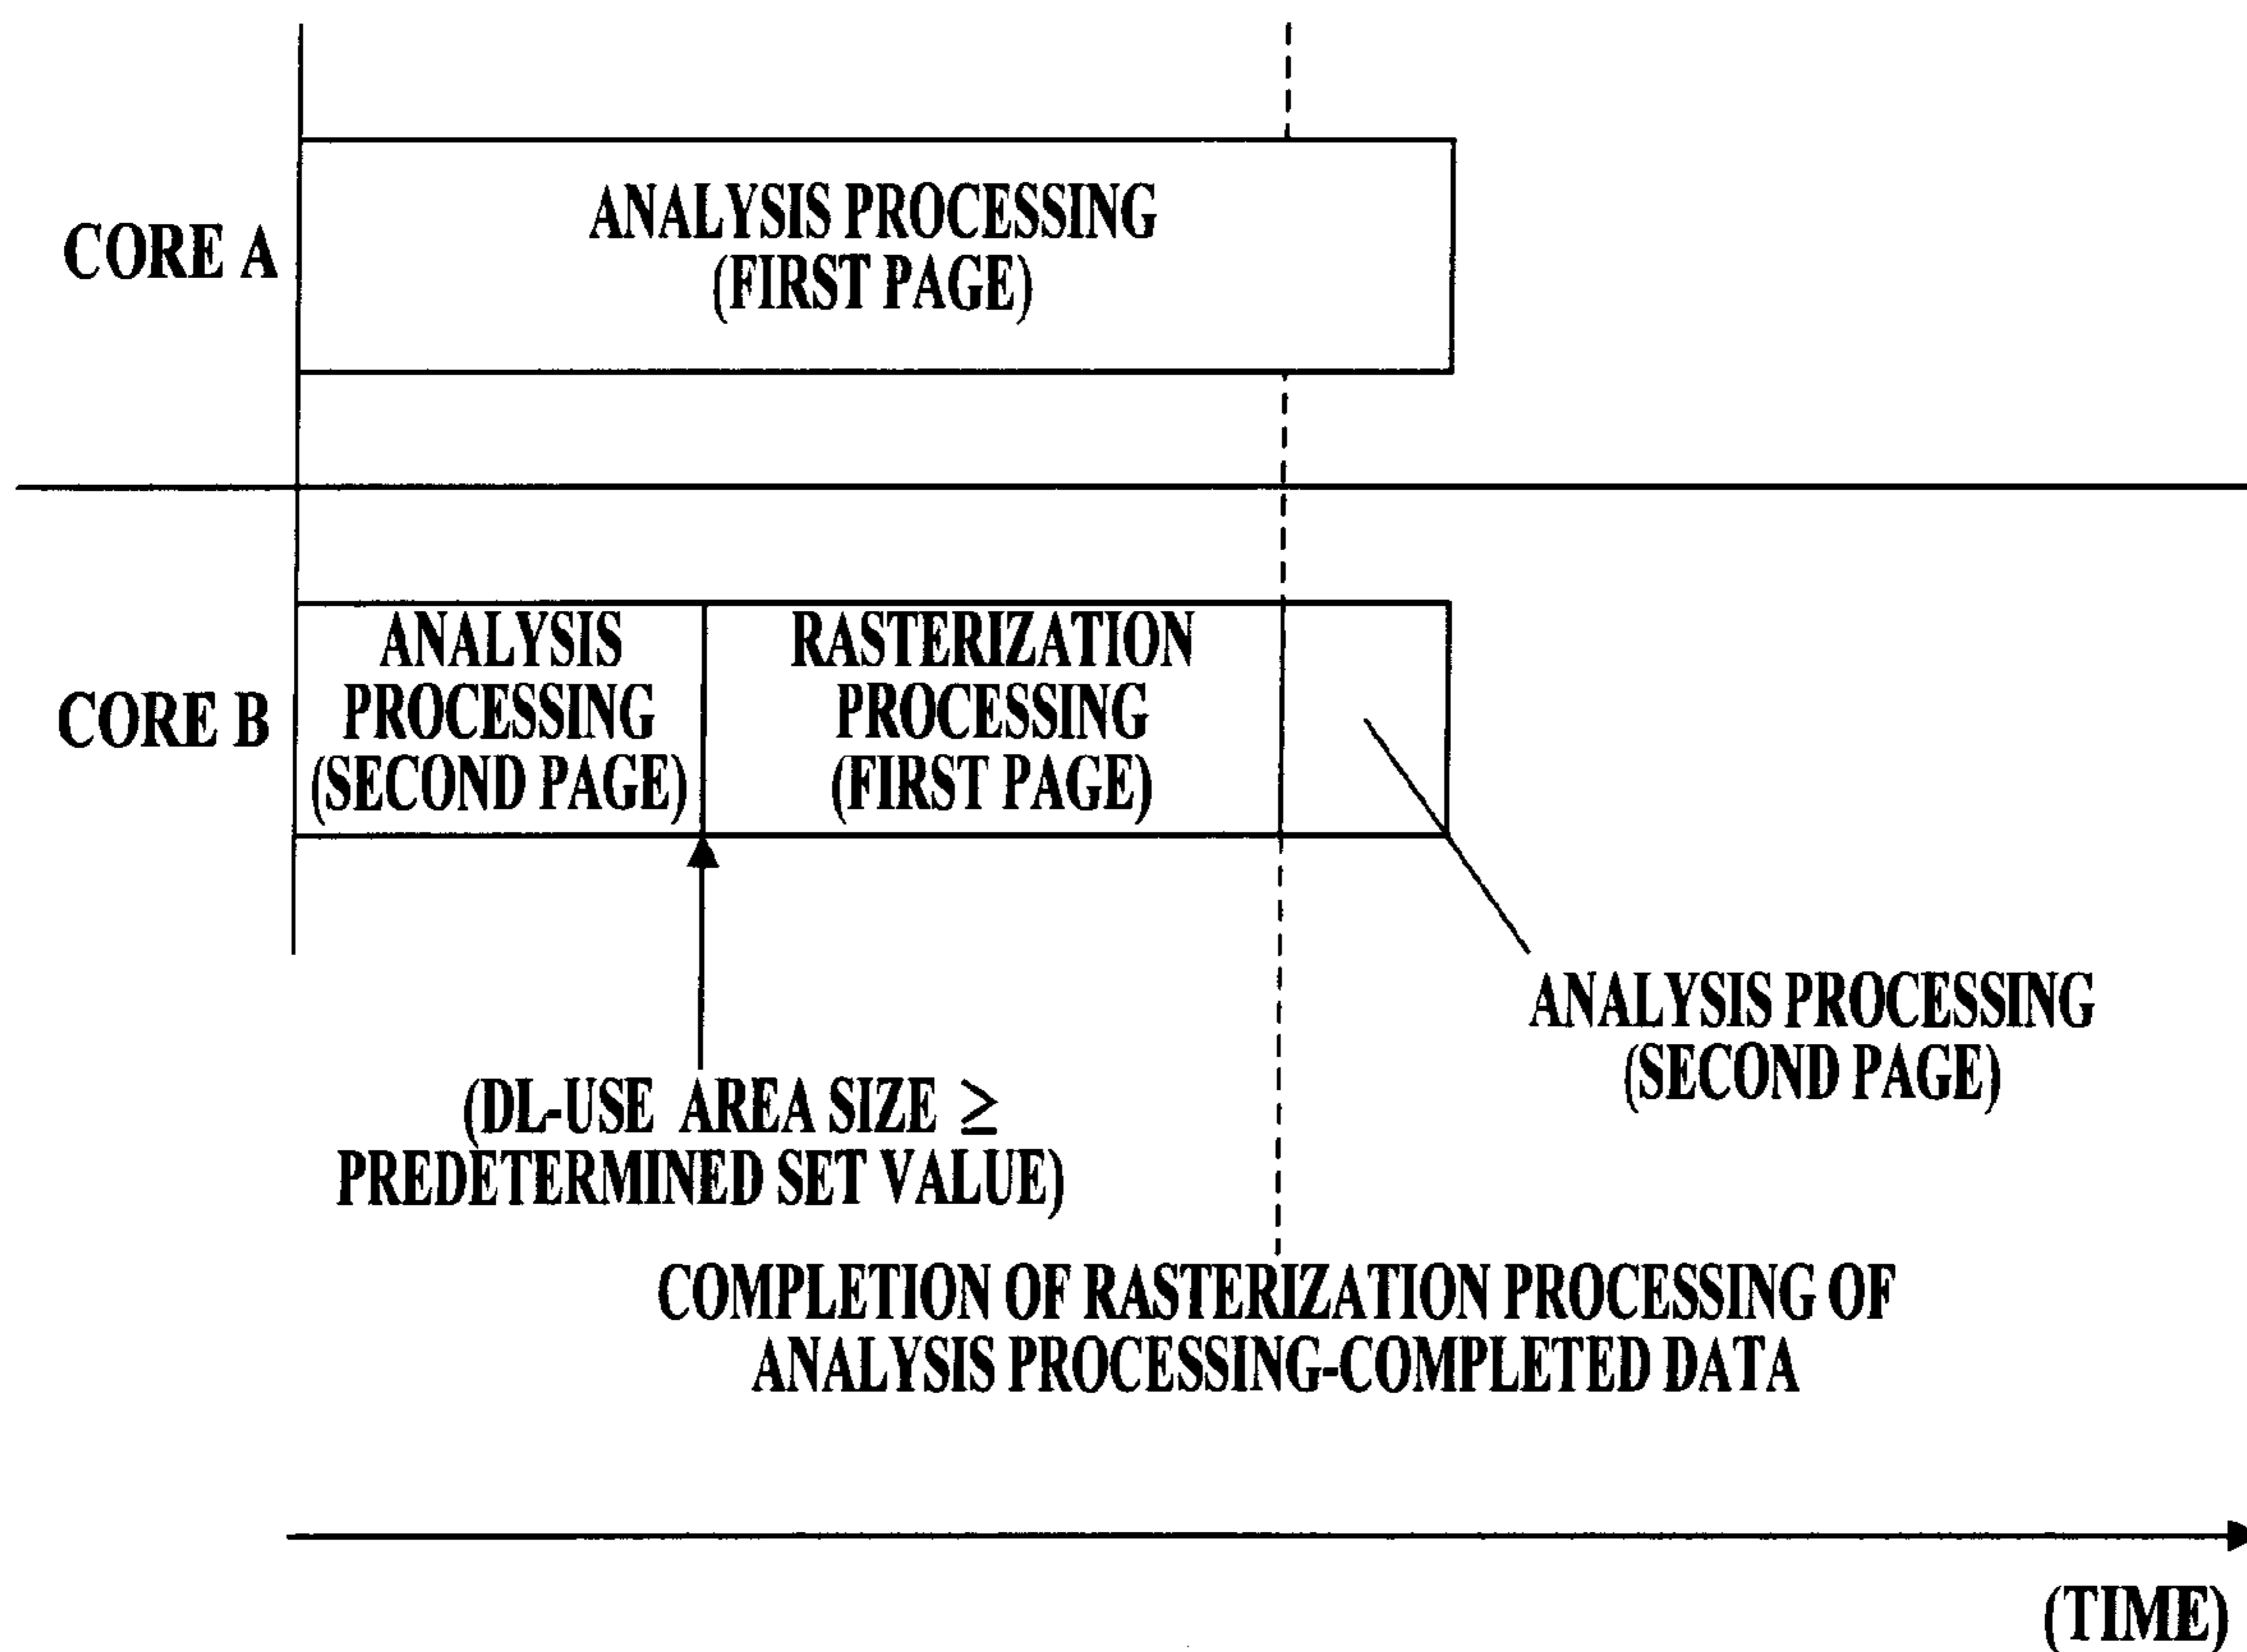 CORE A
ANALYSIS PROCESSING
(FIRST PAGE)
CORE B
ANALYSIS
PROCESSING
(SECOND PAGE)
RASTERIZATION
PROCESSING
(FIRST PAGE)
ANALYSIS PROCESSING
(SECOND PAGE)
(DL-USE AREA SIZE ≧
PREDETERMINED SET VALUE)
COMPLETION OF RASTERIZATION PROCESSING OF
ANALYSIS PROCESSING-COMPLETED DATA
(TIME)